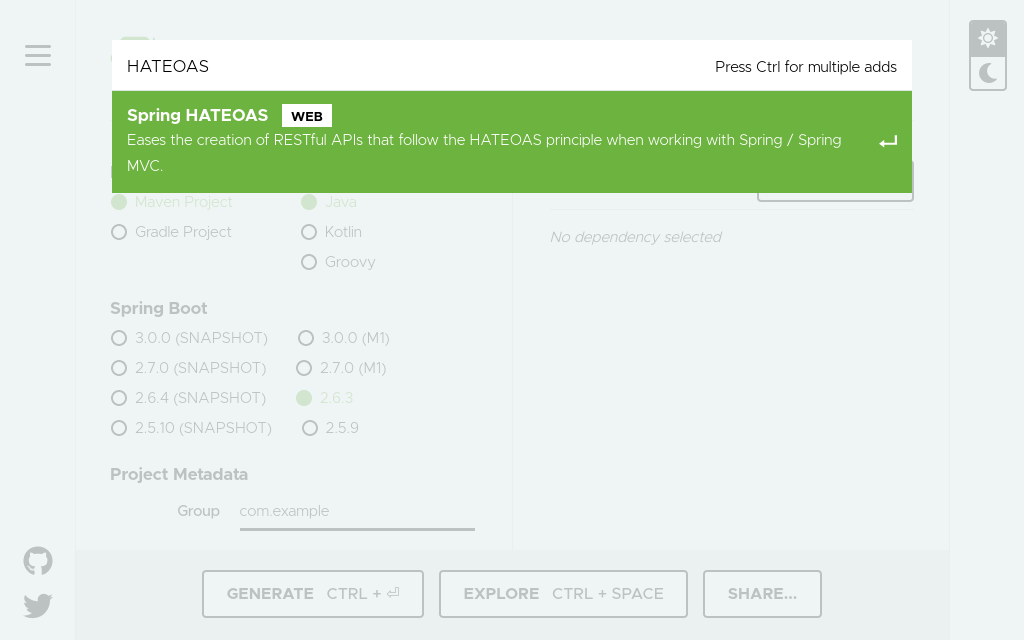 HATEOAS Press Ctrl for multiple adds
Spring HATEOAS WEB
Eases the creation of RESTful APIs that follow the HATEOAS principle when working with Spring / Spring
MVC.
Maven Project Java
Gradle Project Kotlin
Groovy
No dependency selected
Spring Boot
3.0.0 (SNAPSHOT) 3.0.0 (M1)
2.7.0 (SNAPSHOT) 2.7.0 (M1)
2.6.4 (SNAPSHOT) 2.6.3
2.5.10 (SNAPSHOT) 2.5.9
Project Metadata
Group com.example
GENERATE CTRL + ⏎ EXPLORE CTRL + SPACE SHARE...